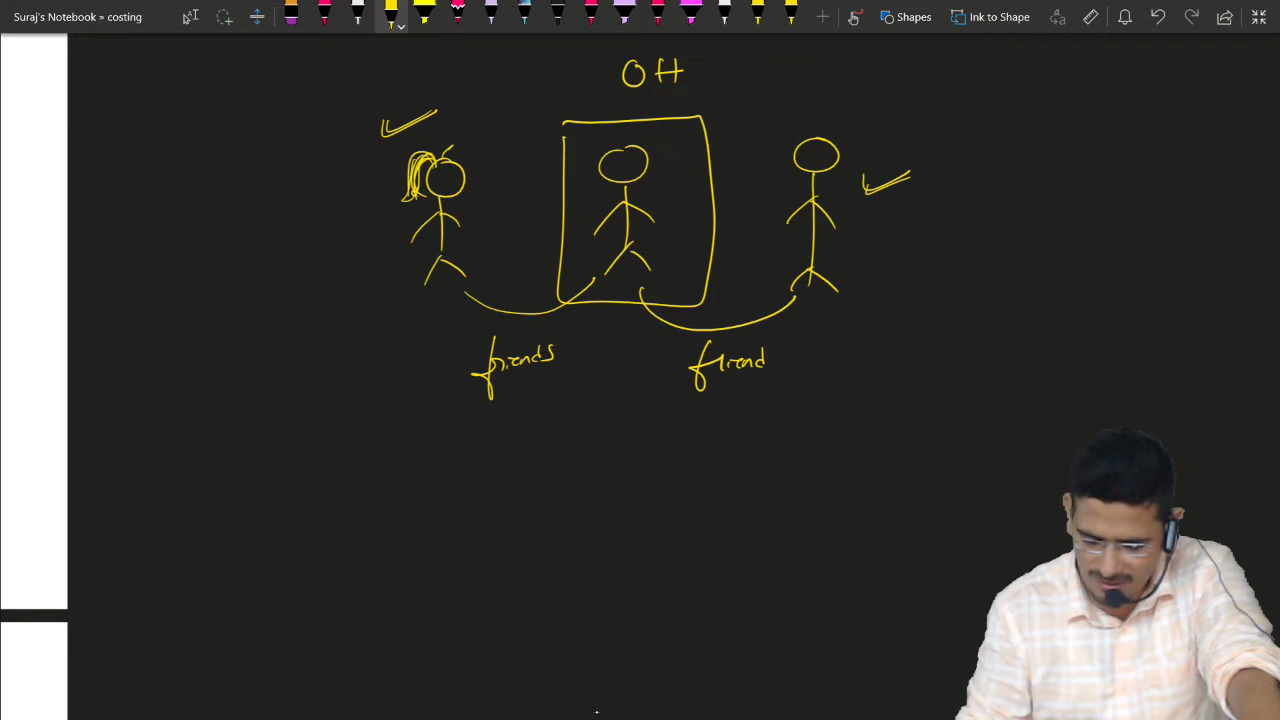 Suraj's Notebook » costing
Shapes
Ink to Shape
OH
friends
friend